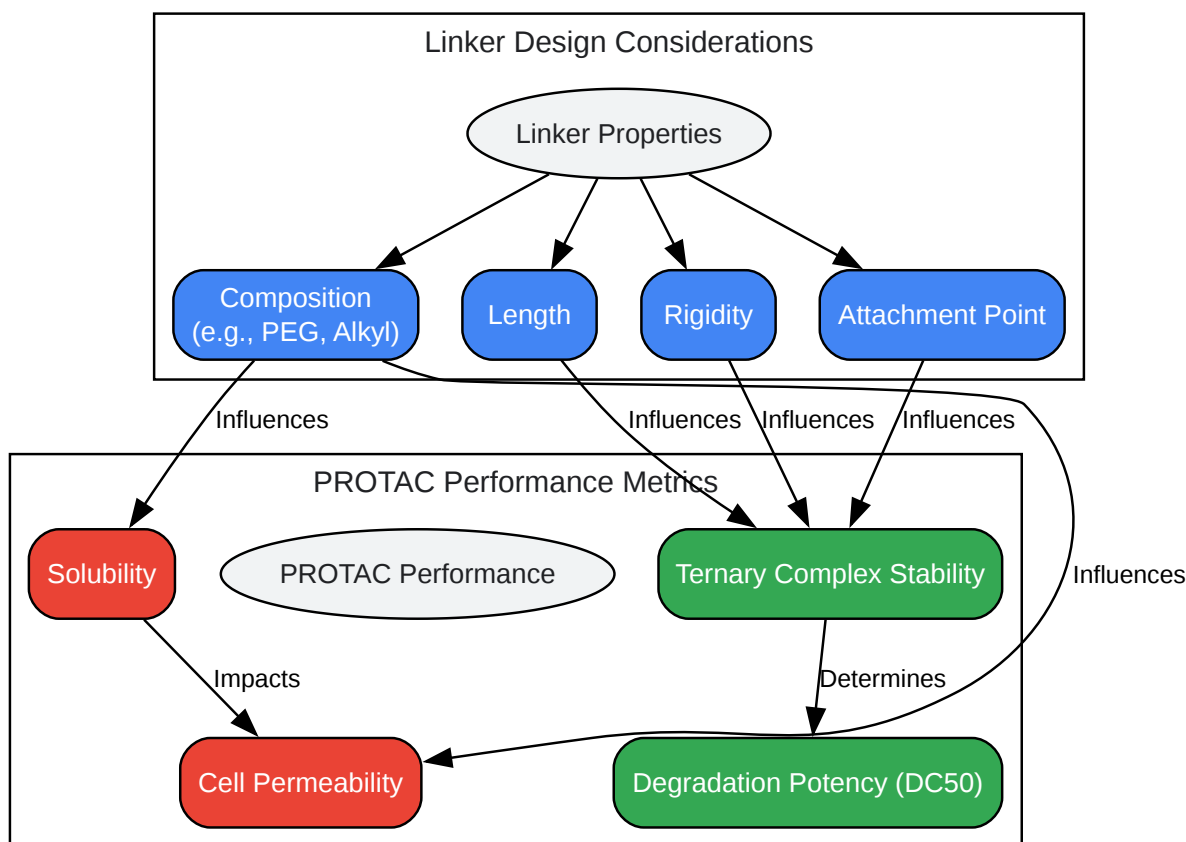 Linker Design Considerations
Linker Properties
Composition
(e.g., PEG, Alkyl)
Length
Rigidity
Attachment Point
Influences
Influences
Influences
Influences
PROTAC Performance Metrics
Solubility
PROTAC Performance
Ternary Complex Stability
Influences
Impacts
Determines
Cell Permeability
Degradation Potency (DC50)